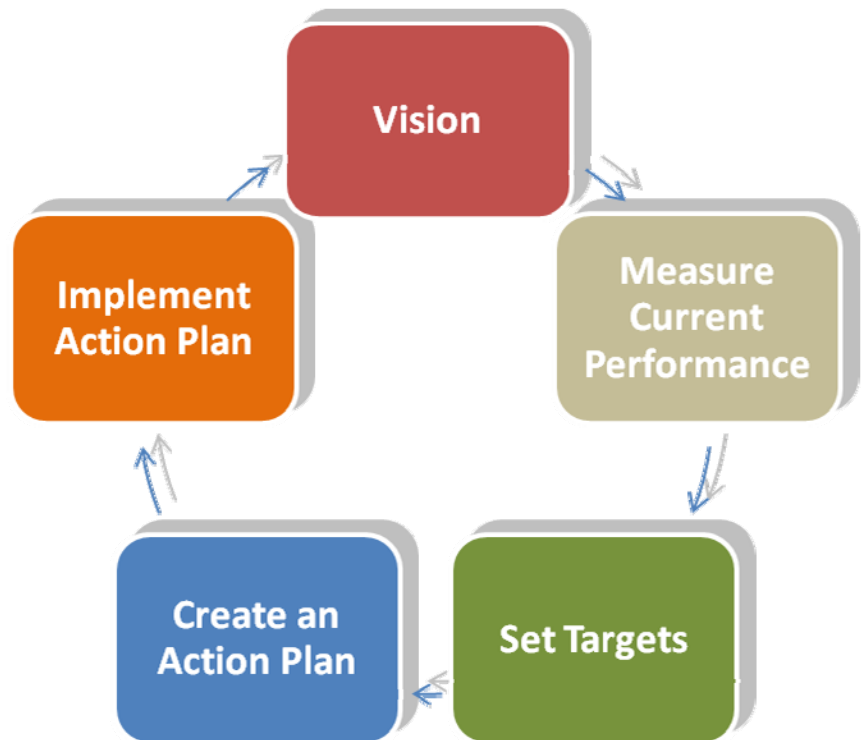 Vision
Measure
Current
Performance
Set Targets
Create an
Action Plan
Implement
Action Plan